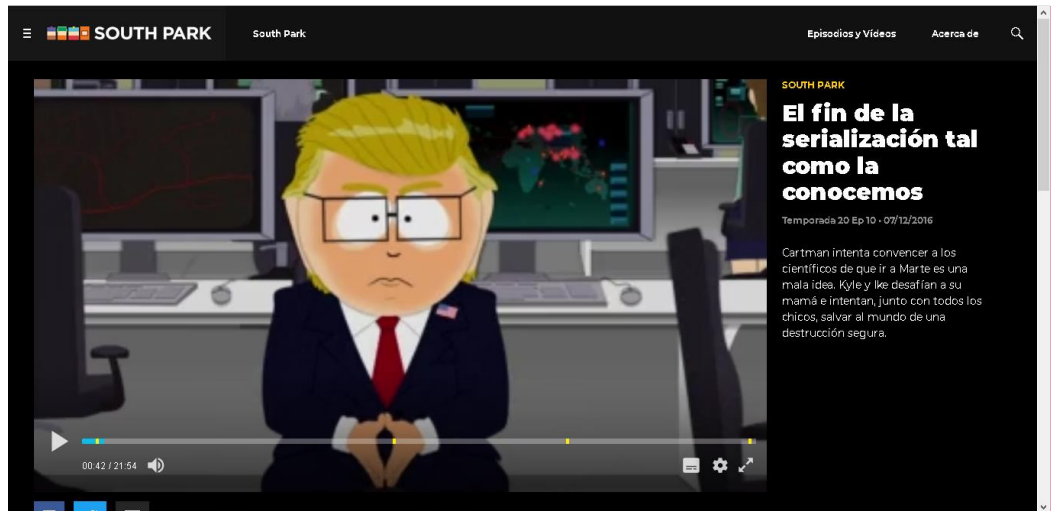 SOUTH PARK
South Park
Episodios y Vídeos
Acerca de
SOUTH PARK
El fin de la
serialización tal
como la
conocemos
Temporada 20 Ep 10 • 07/12/2016
Cartman intenta convencer a los
científicos de que ir a Marte es una
mala idea. Kyle y Ike desafían a su
mamá e intentan, junto con todos los
chicos, salvar al mundo de una
destrucción segura.
00:42 / 21:54